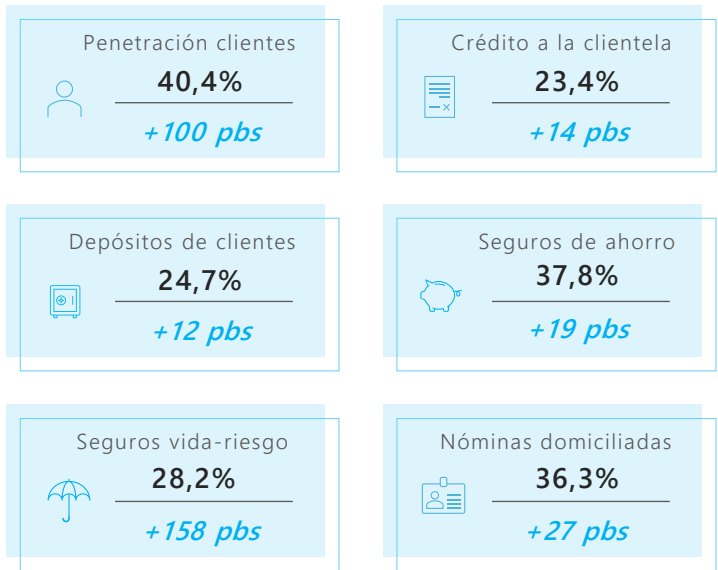 Penetración clientes
40,4%
+100 pbs
Crédito a la clientela
23,4%
+14 pbs
Depósitos de clientes
24,7%
+12 pbs
Seguros de ahorro
37,8%
+19 pbs
Seguros vida-riesgo
28,2%
+158 pbs
Nóminas domiciliadas
36,3%
+27 pbs